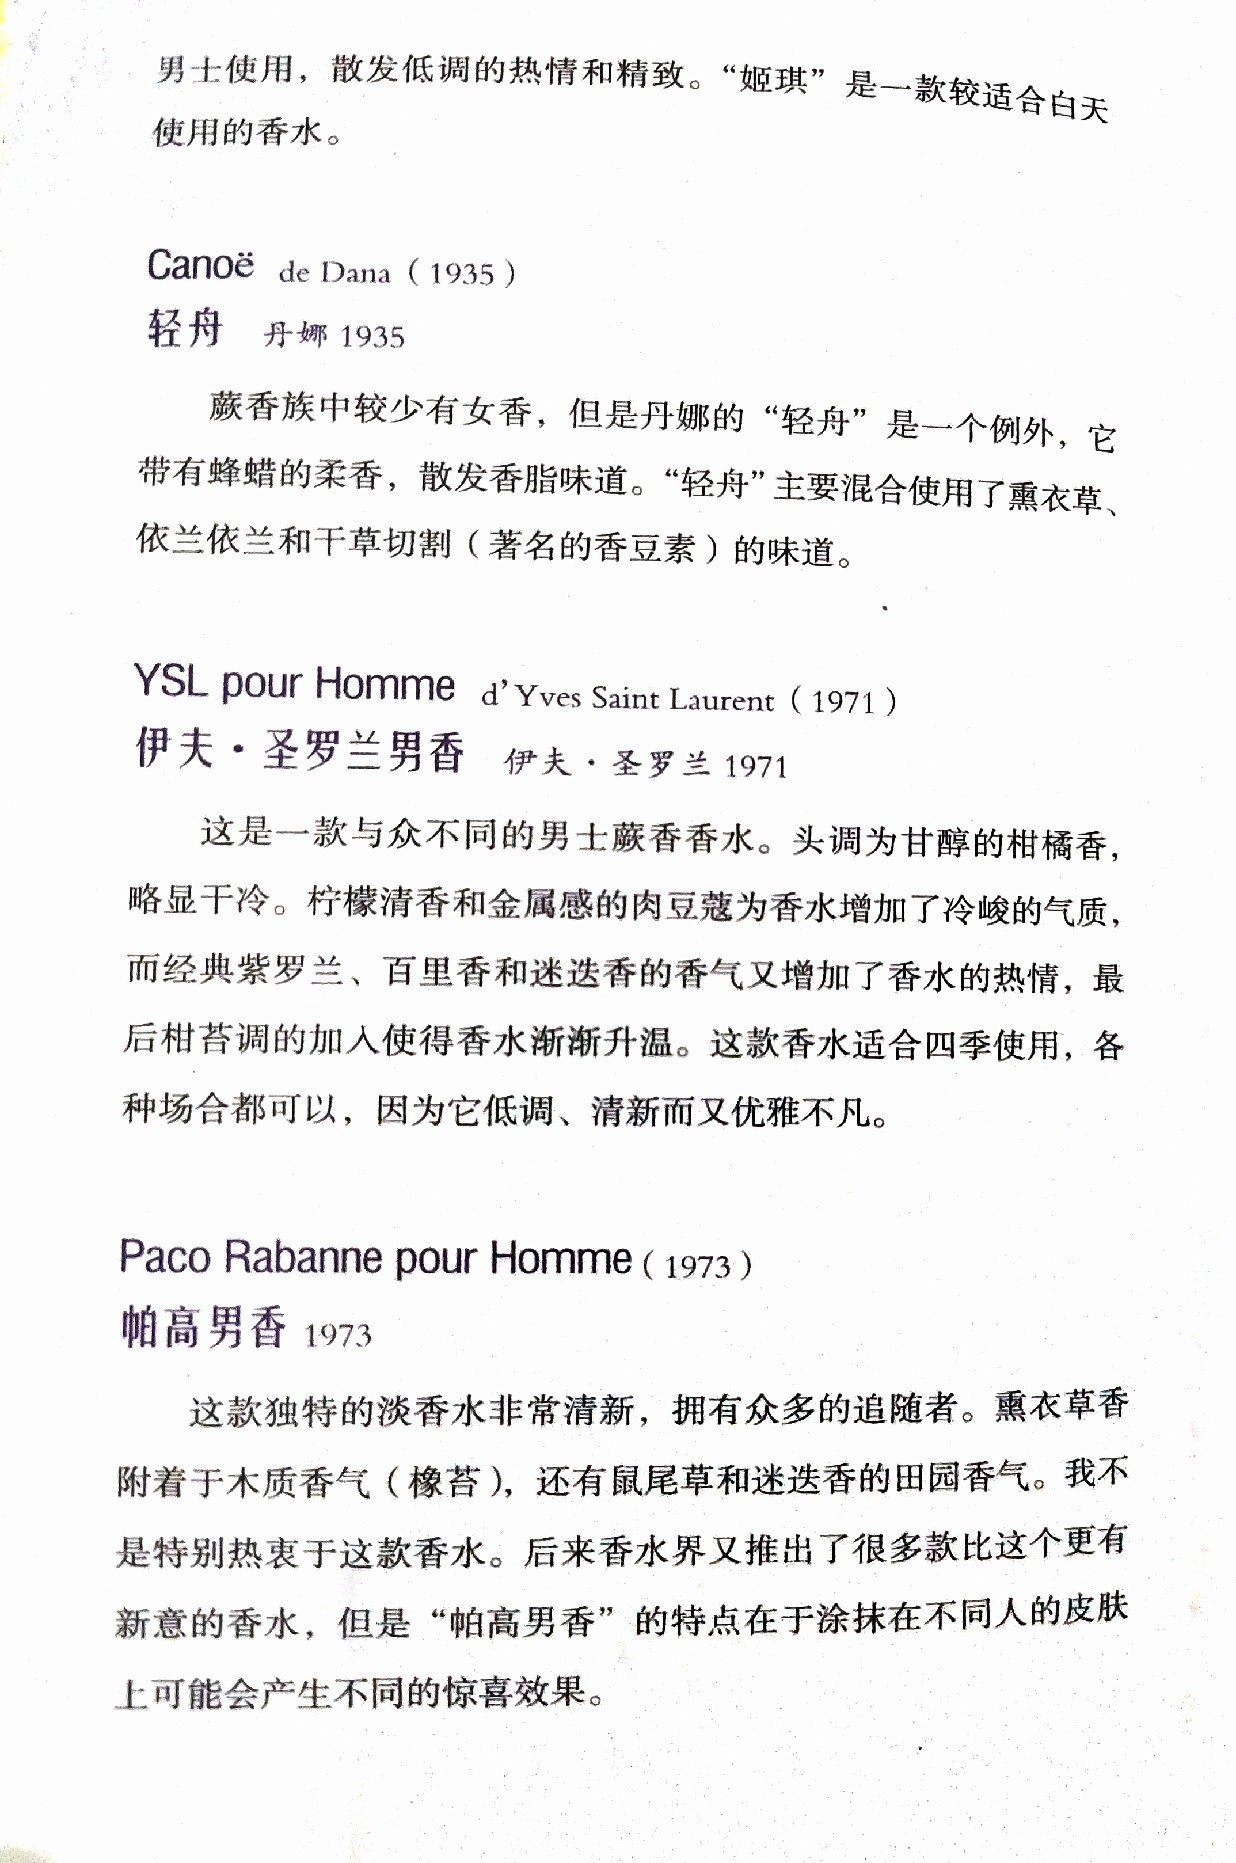 男士使用，散发低调的热情和精致。“姬琪”是一款较适合白天
使用的香水。
Canoë de Dana（1935）
轻舟 丹娜 1935
蕨香族中较少有女香，但是丹娜的“轻舟”是一个例外，它
带有蜂蜡的柔香，散发香脂味道。“轻舟”主要混合使用了熏衣草、
依兰依兰和干草切割（著名的香豆素）的味道。
YSL pour Homme d’Yves Saint Laurent（1971）
伊夫·圣罗兰男香 伊夫·圣罗兰 1971
这是一款与众不同的男士蕨香香水。头调为甘醇的柑橘香，
略显干冷。柠檬清香和金属感的肉豆蔻为香水增加了冷峻的气质，
而经典紫罗兰、百里香和迷迭香的香气又增加了香水的热情，最
后柑苔调的加入使得香水渐渐升温。这款香水适合四季使用，各
种场合都可以，因为它低调、清新而又优雅不凡。
Paco Rabanne pour Homme（1973）
帕高男香 1973
这款独特的淡香水非常清新，拥有众多的追随者。熏衣草香
附着于木质香气（橡苔），还有鼠尾草和迷迭香的田园香气。我不
是特别热衷于这款香水。后来香水界又推出了很多款比这个更有
新意的香水，但是“帕高男香”的特点在于涂抹在不同人的皮肤
上可能会产生不同的惊喜效果。